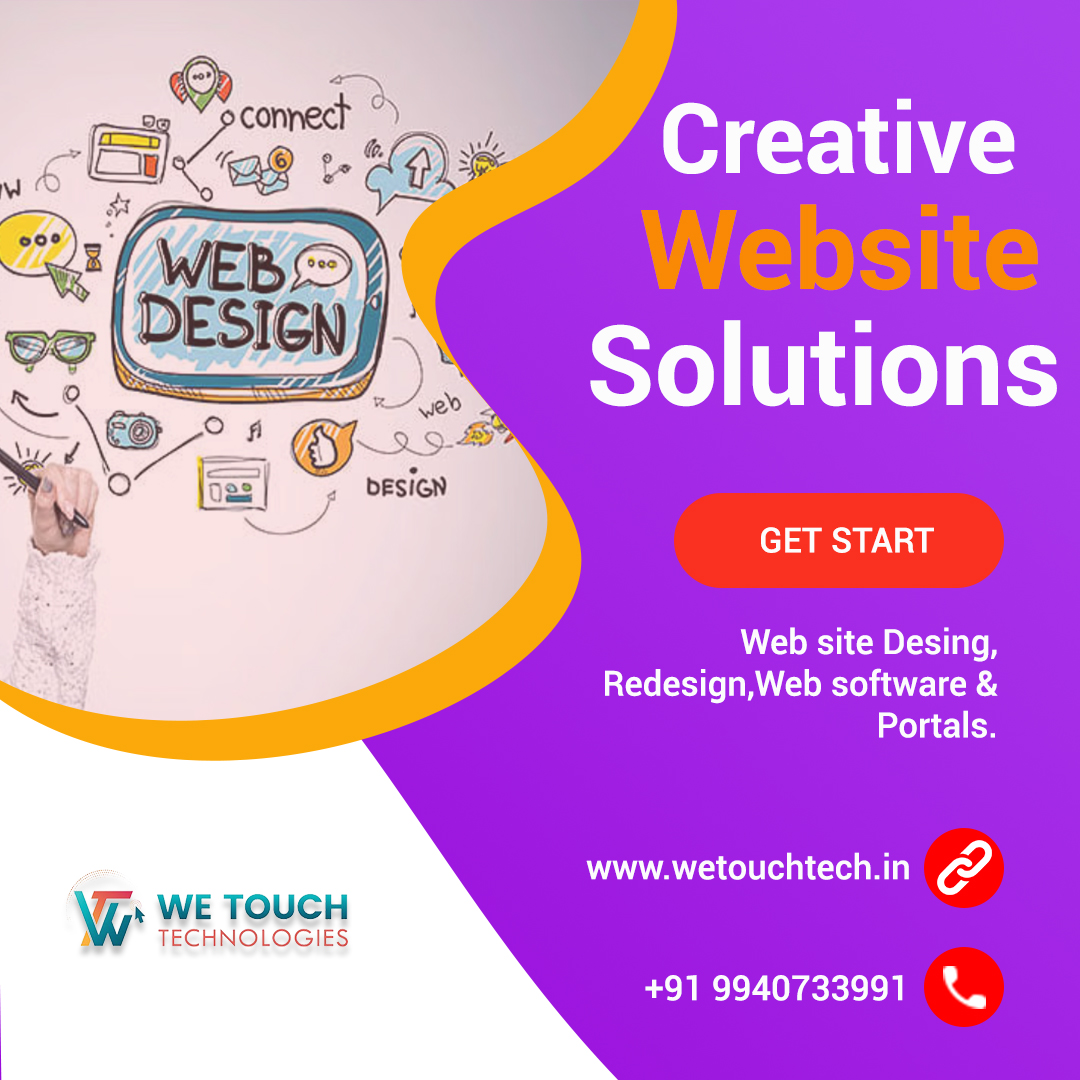 connect
6
WEB
DESIGN
web
DESIGN
Creative
Website
Solutions
GET START
Web site Desing,
Redesign,Web software &
Portals.
www.wetouchtech.in
+91 9940733991
WE TOUCH
TECHNOLOGIES